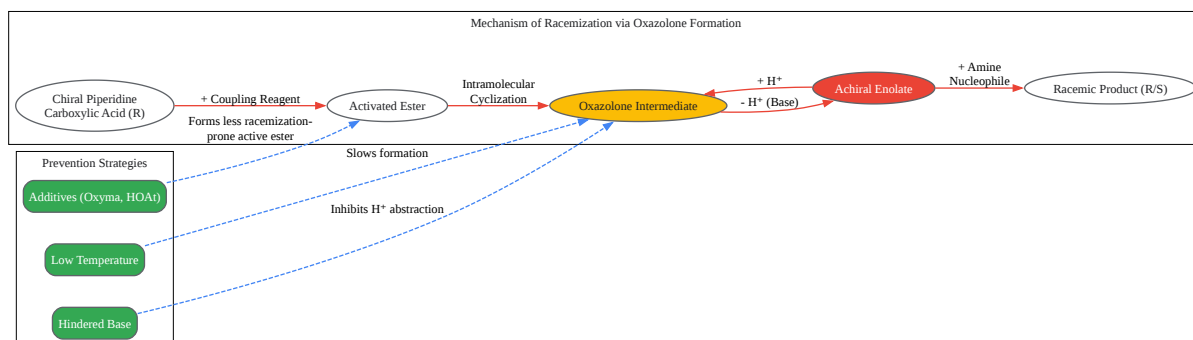 Mechanism of Racemization via Oxazolone Formation
Chiral Piperidine
Carboxylic Acid (R)
+ Coupling Reagent
Activated Ester
Intramolecular
Cyclization
Oxazolone Intermediate
+ H⁺
- H⁺ (Base)
Achiral Enolate
+ Amine
Nucleophile
Racemic Product (R/S)
Forms less racemization-
prone active ester
Slows formation
Inhibits H⁺ abstraction
Prevention Strategies
Additives (Oxyma, HOAt)
Low Temperature
Hindered Base